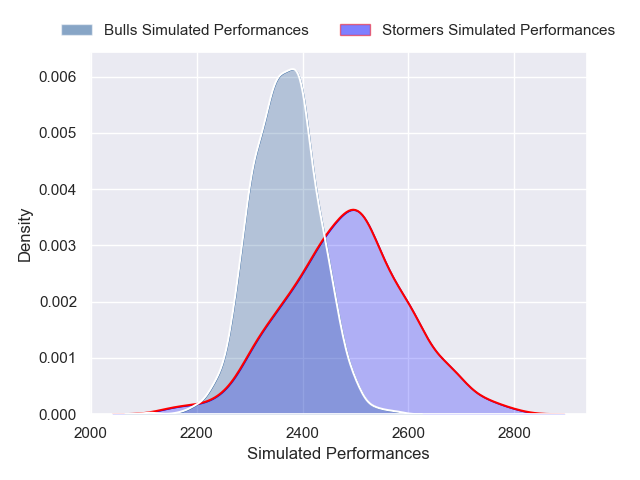 Bulls Simulated Performances
Stormers Simulated Performances
0.006
0.005
0.004
0.003
0.002
0.001
0.000
Density
2000 2200 2400 2600 2800
Simulated Performances